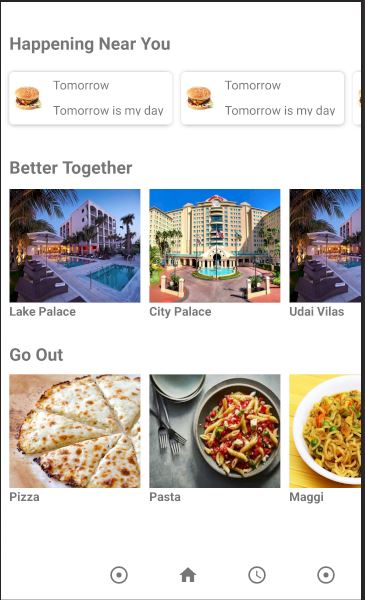 Happening Near You
Tomorrow
Tomorrow is my day
Tomorrow
Tomorrow is my day
Better Together
Lake Palace
City Palace
Udai Vilas
Go Out
Pizza
Pasta
Maggi